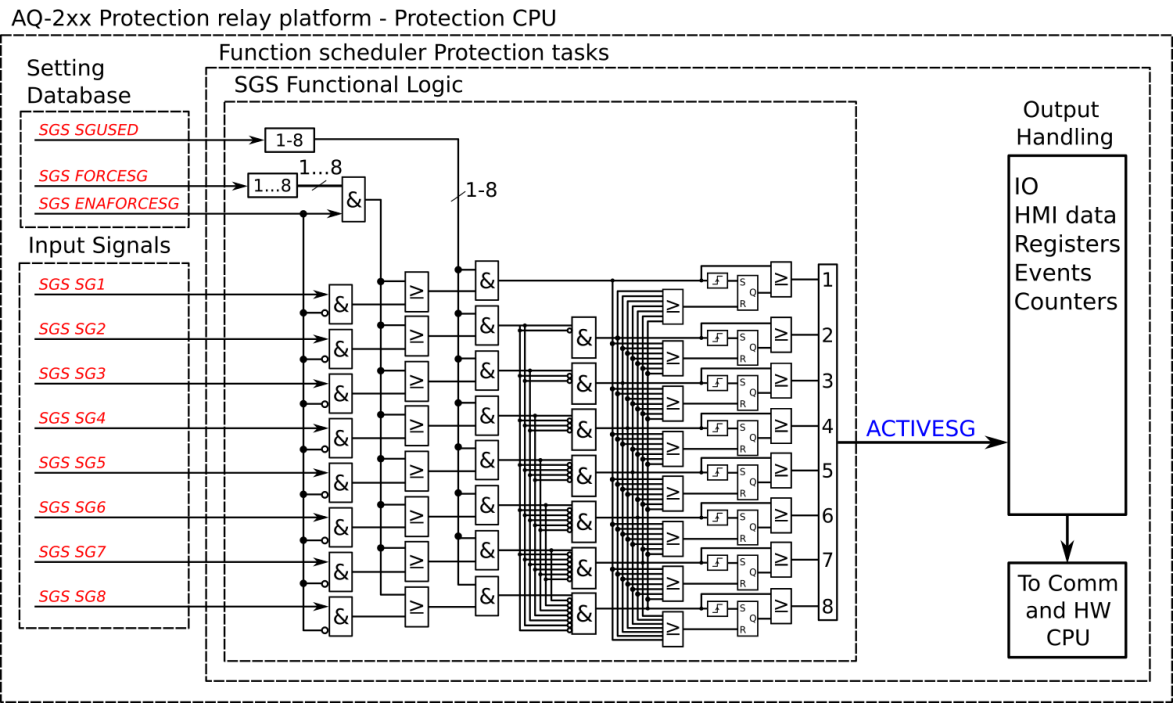 AQ-2xx Protection relay platform - Protection CPU
Function scheduler Protection tasks
SGS Functional Logic
Setting
Database
SGS SGUSED
SGS FORCESG
SGS ENAFORCESG
1-8
1...8
1...8
1-8
&
Input Signals
SGS SG1
SGS SG2
SGS SG3
SGS SG4
SGS SG5
SGS SG6
SGS SG7
SGS SG8
& ≥ & ≥ S Q R ≥ 1
& ≥ & & ≥ S Q R ≥ 2
& ≥ & & ≥ S Q R ≥ 3
& ≥ & & ≥ S Q R ≥ 4
& ≥ & & ≥ S Q R ≥ 5
& ≥ & & ≥ S Q R ≥ 6
& ≥ & & ≥ S Q R ≥ 7
& ≥ & & ≥ S Q R ≥ 8
ACTIVESG
Output
Handling
IO
HMI data
Registers
Events
Counters
To Comm
and HW
CPU